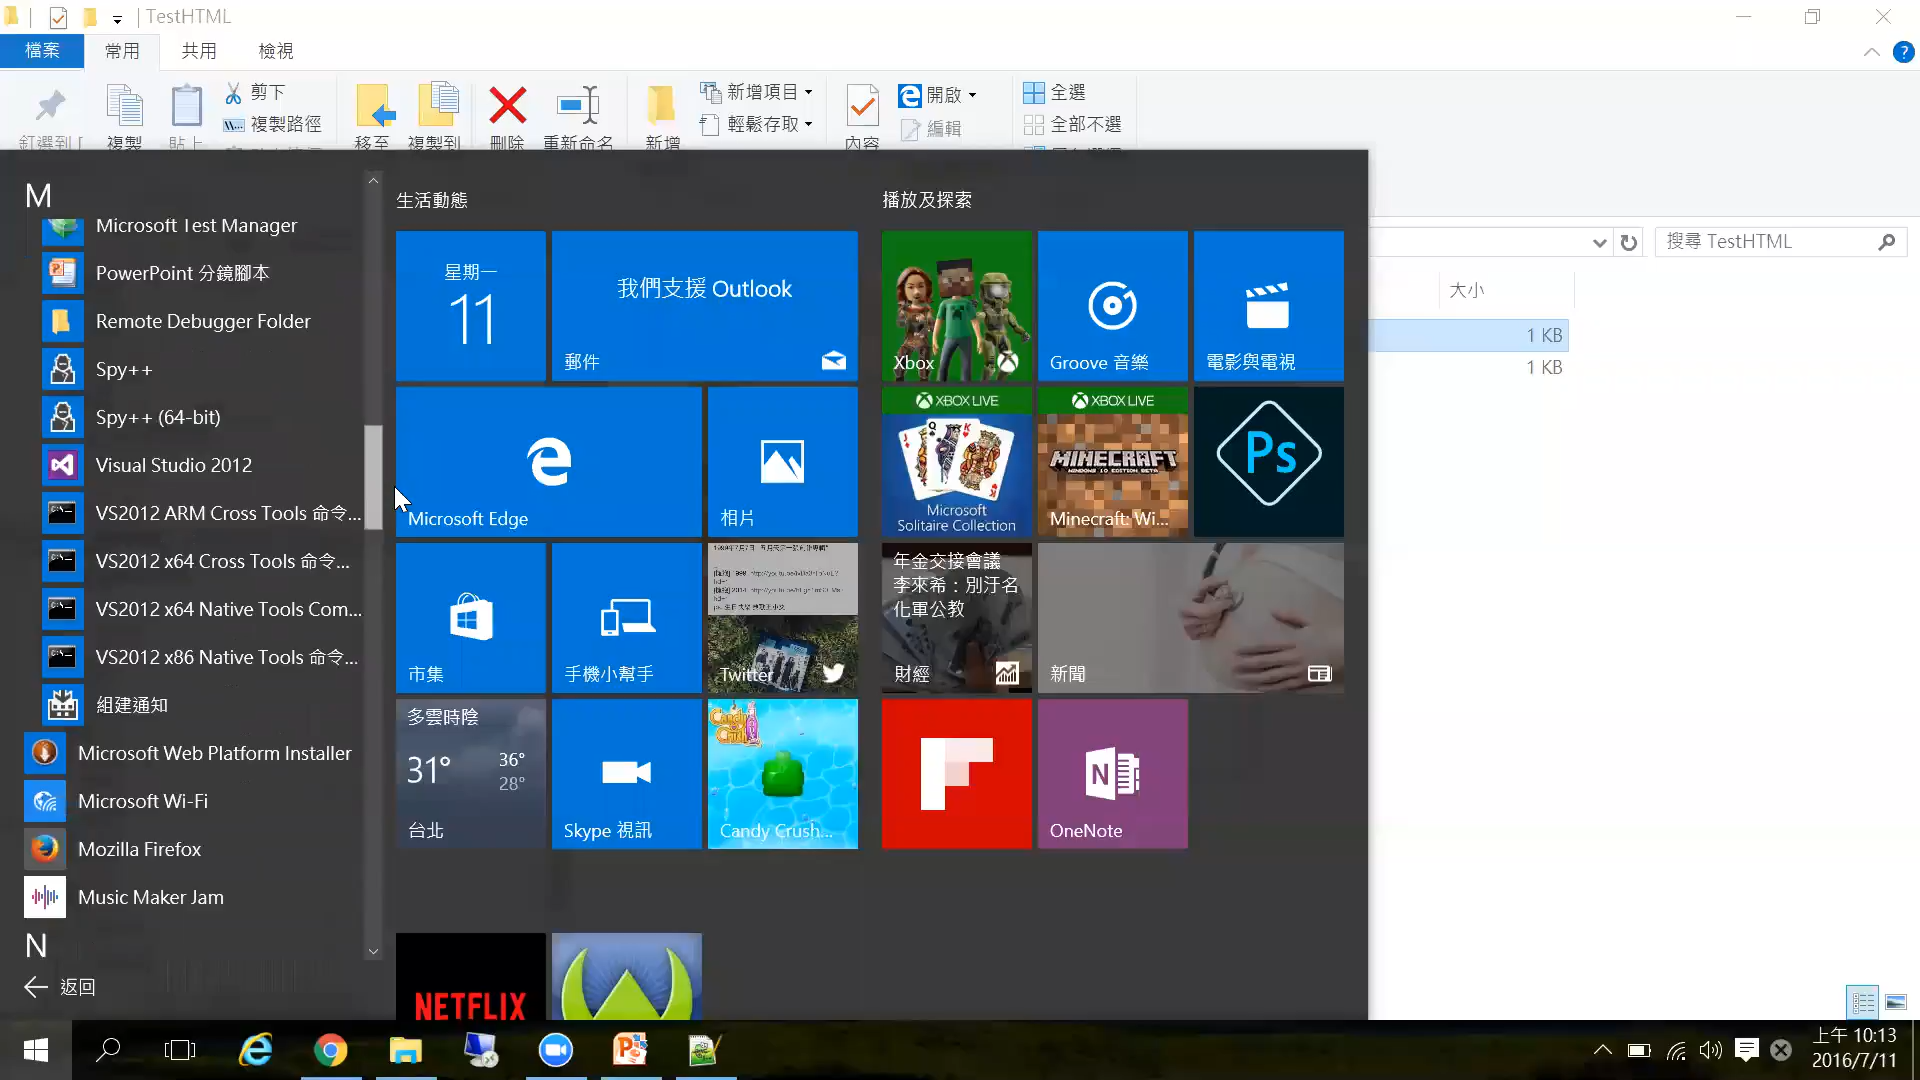 TestHTML
檔案
常用
共用
檢視
剪下
複製路徑
複製
貼上
移至
複製到
刪除
重新命名
新增
新增項目
輕鬆存取
內容
開啟
編輯
全選
全部不選
搜尋 TestHTML
大小
1 KB
1 KB
M
Microsoft Test Manager
PowerPoint 分鏡腳本
Remote Debugger Folder
Spy++
Spy++ (64-bit)
Visual Studio 2012
VS2012 ARM Cross Tools 命令...
VS2012 x64 Cross Tools 命令...
VS2012 x64 Native Tools Com...
VS2012 x86 Native Tools 命令...
組建通知
Microsoft Web Platform Installer
Microsoft Wi-Fi
Mozilla Firefox
Music Maker Jam
N
返回
生活動態
星期一
11
我們支援 Outlook
郵件
Microsoft Edge
相片
市集
手機小幫手
Twitter
多雲時陰
31°
36°
28°
台北
Skype 視訊
Candy Crush...
NETFLIX
播放及探索
Xbox
Groove 音樂
電影與電視
XBOX LIVE
Microsoft
Solitaire Collection
XBOX LIVE
MINECRAFT
WINDOWS 10 EDITION BETA
Minecraft: Wi...
Ps
年金交接會議
李來希：別汙名
化軍公教
財經
新聞
OneNote
上午 10:13
2016/7/11